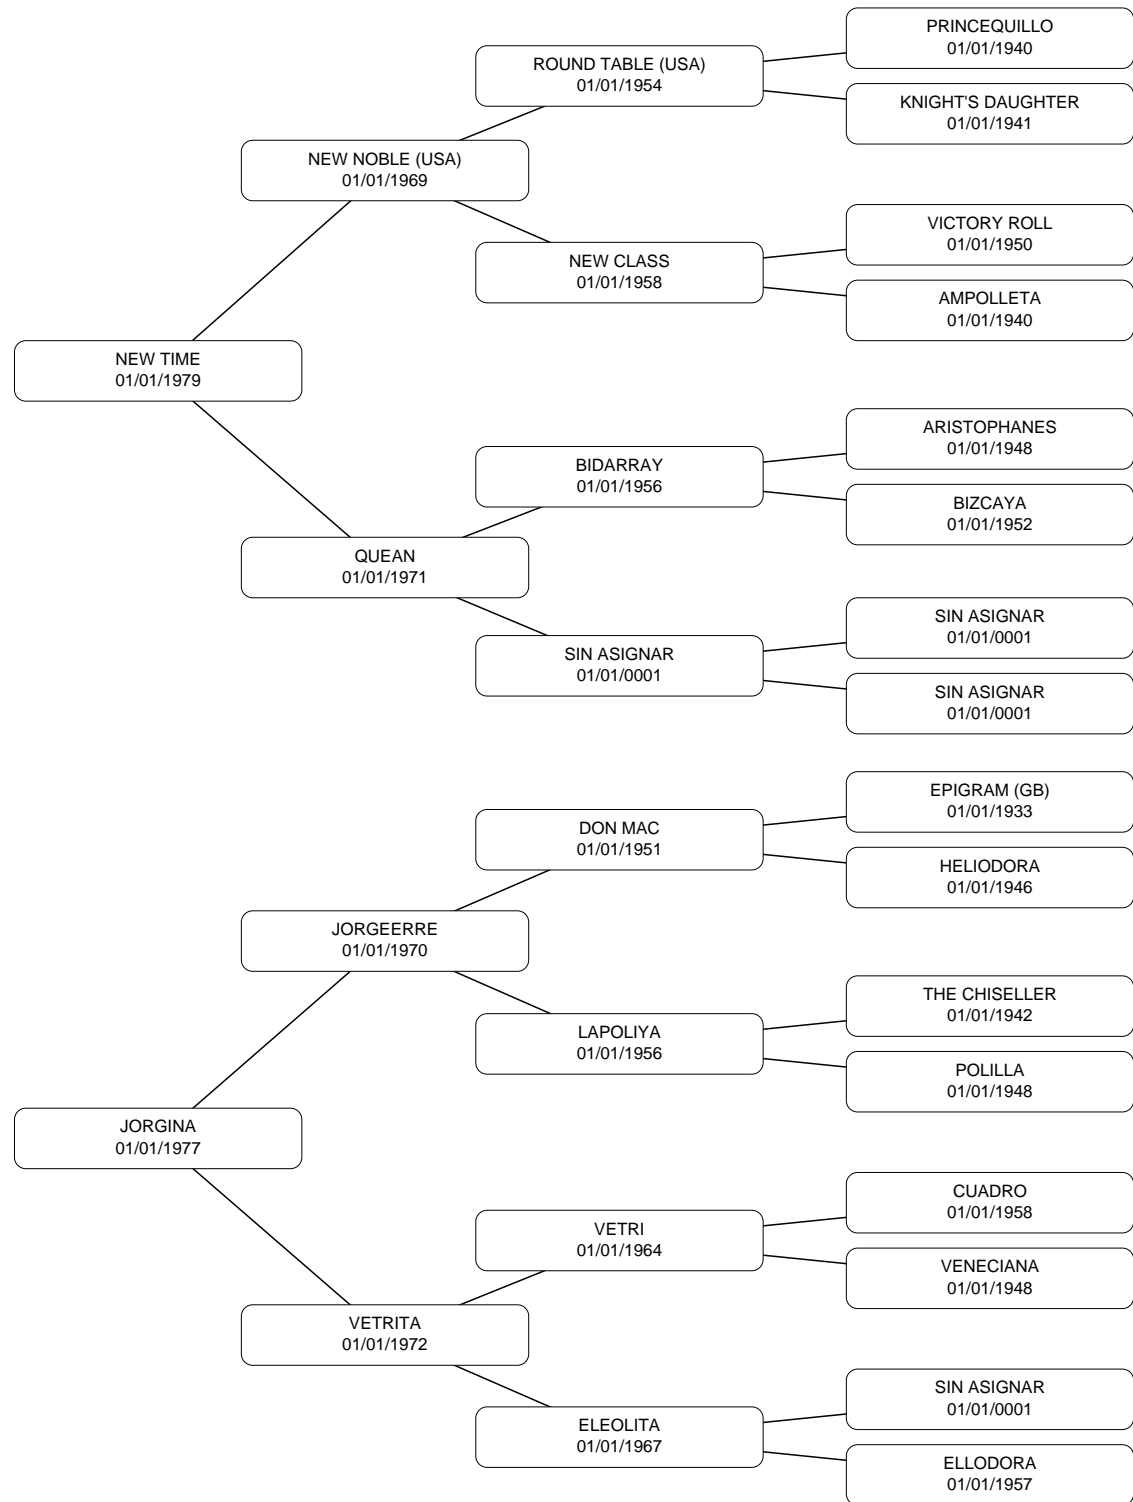 PRINCEQUILLO
01/01/1940
ROUND TABLE (USA)
01/01/1954
KNIGHT'S DAUGHTER
01/01/1941
NEW NOBLE (USA)
01/01/1969
VICTORY ROLL
01/01/1950
NEW CLASS
01/01/1958
AMPOLLETA
01/01/1940
NEW TIME
01/01/1979
ARISTOPHANES
01/01/1948
BIDARRAY
01/01/1956
BIZCAYA
01/01/1952
QUEAN
01/01/1971
SIN ASIGNAR
01/01/0001
SIN ASIGNAR
01/01/0001
SIN ASIGNAR
01/01/0001
EPIGRAM (GB)
01/01/1933
DON MAC
01/01/1951
HELIODORA
01/01/1946
JORGEERRE
01/01/1970
THE CHISELLER
01/01/1942
LAPOLIYA
01/01/1956
POLILLA
01/01/1948
JORGINA
01/01/1977
CUADRO
01/01/1958
VETRI
01/01/1964
VENECIANA
01/01/1948
VETRITA
01/01/1972
SIN ASIGNAR
01/01/0001
ELEOLITA
01/01/1967
ELLODORA
01/01/1957